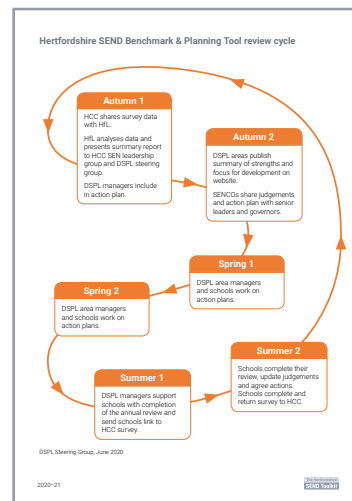 Hertfordshire SEND Benchmark & Planning Tool review cycle
Autumn 1
HCC shares survey data
with HfL.
HfL analyses data and
presents summary report
to HCC SEN leadership
group and DSPL steering
group.
DSPL managers include
in action plan.
Autumn 2
DSPL areas publish
summary of strengths and
focus for development on
website.
SENCOs share judgements
and action plan with senior
leaders and governors.
Spring 1
DSPL area managers
and schools work on
action plans.
Spring 2
DSPL area managers
and schools work on
action plans.
Summer 1
DSPL managers support
schools with completion
of the annual review and
send schools link to
HCC survey.
Summer 2
Schools complete their
review, update judgements
and agree actions.
Schools complete and
return survey to HCC.
DSPL Steering Group, June 2020
2020–21
The Hertfordshire
SEND Toolkit